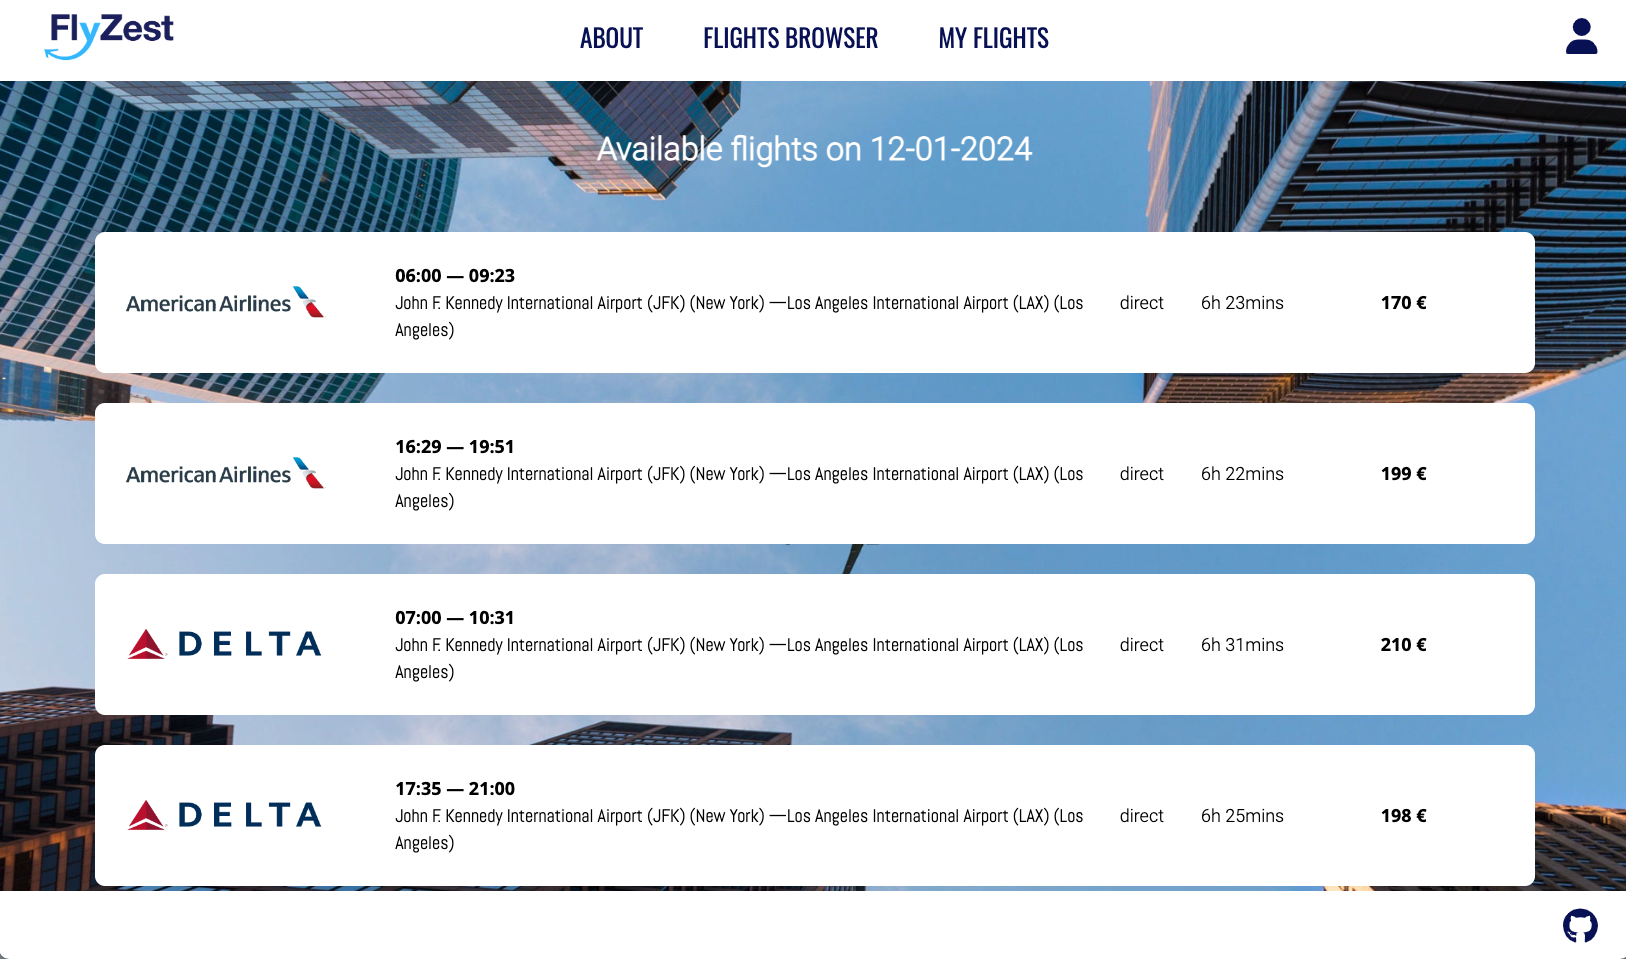 FlyZest
ABOUT FLIGHTS BROWSER MY FLIGHTS
Available flights on 12-01-2024
American Airlines
06:00 — 09:23
John F. Kennedy International Airport (JFK) (New York) —Los Angeles International Airport (LAX) (Los
Angeles)
direct 6h 23mins 170 €
American Airlines
16:29 — 19:51
John F. Kennedy International Airport (JFK) (New York) —Los Angeles International Airport (LAX) (Los
Angeles)
direct 6h 22mins 199 €
DELTA
07:00 — 10:31
John F. Kennedy International Airport (JFK) (New York) —Los Angeles International Airport (LAX) (Los
Angeles)
direct 6h 31mins 210 €
DELTA
17:35 — 21:00
John F. Kennedy International Airport (JFK) (New York) —Los Angeles International Airport (LAX) (Los
Angeles)
direct 6h 25mins 198 €